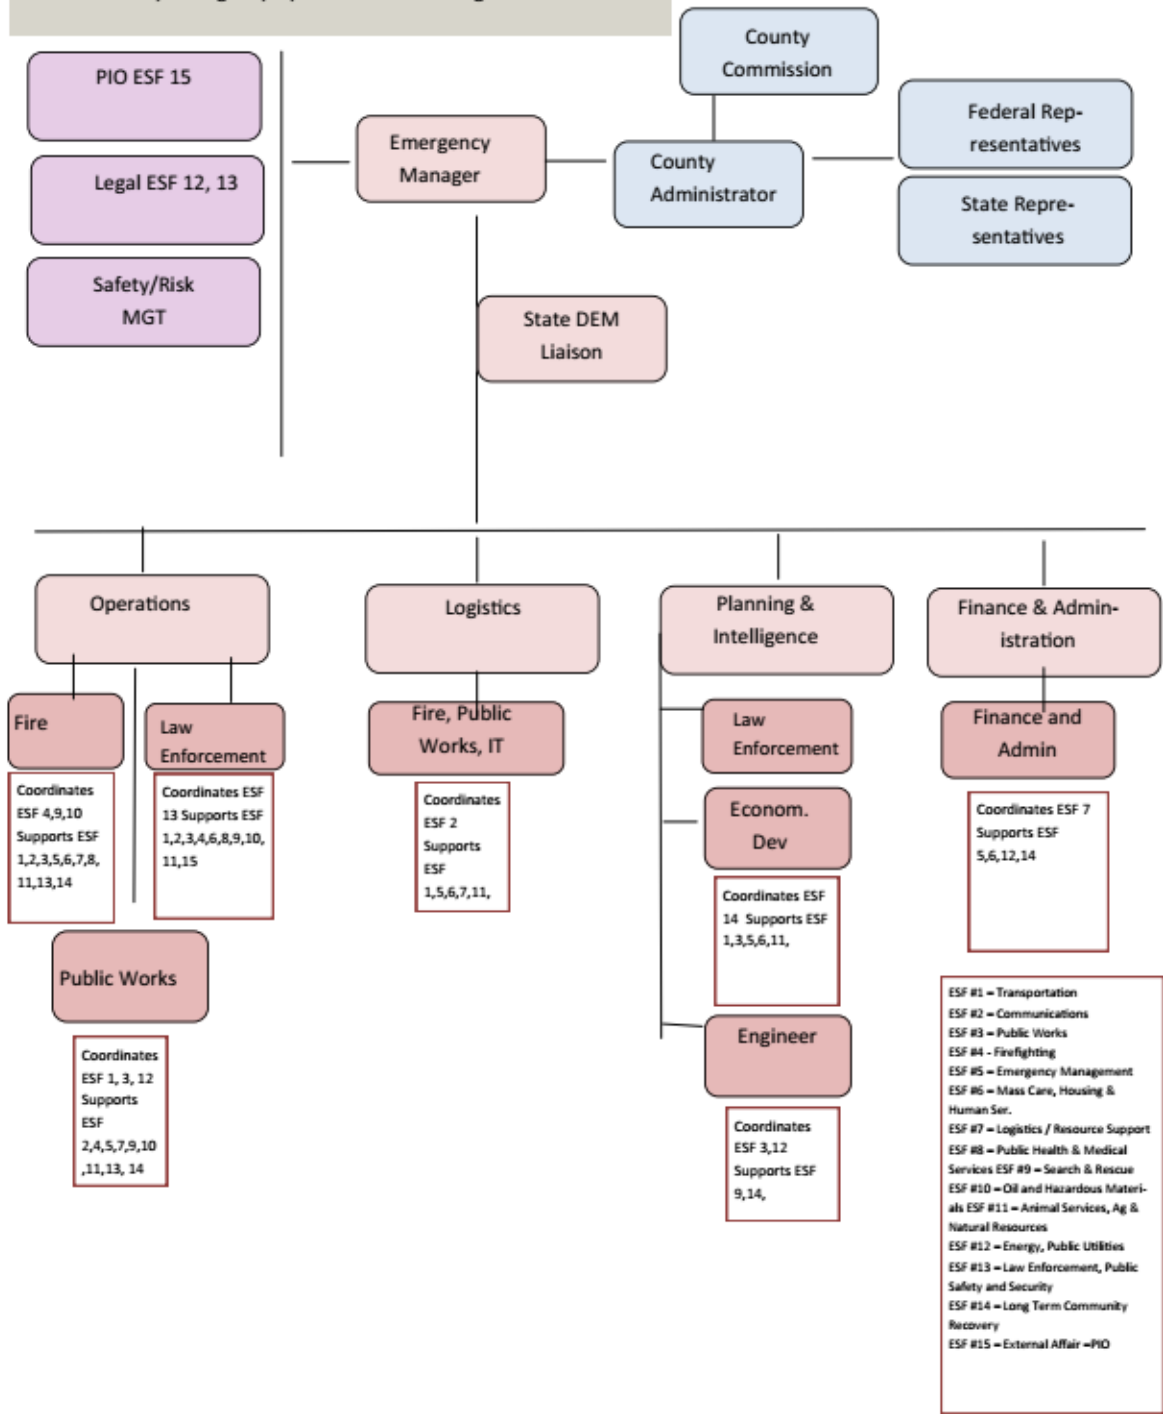 PIO ESF 15
Legal ESF 12, 13
Safety/Risk
MGT
Emergency
Manager
County
Commission
County
Administrator
Federal Rep-
resentatives
State Repre-
sentatives
State DEM
Liaison
Operations
Logistics
Planning &
Intelligence
Finance & Admin-
istration
Fire
Law
Enforcement
Coordinates
ESF 4,9,10
Supports ESF
1,2,3,5,6,7,8,
11,13,14
Coordinates ESF
13 Supports ESF
1,2,3,4,6,8,9,10,
11,15
Public Works
Coordinates
ESF 1, 3, 12
Supports
ESF
2,4,5,7,9,10
,11,13, 14
Fire, Public
Works, IT
Coordinates
ESF 2
Supports
ESF
1,5,6,7,11,
Law
Enforcement
Econom.
Dev
Coordinates ESF
14 Supports ESF
1,3,5,6,11,
Engineer
Coordinates
ESF 3,12
Supports ESF
9,14,
Finance and
Admin
Coordinates ESF 7
Supports ESF
5,6,12,14
ESF #1 – Transportation
ESF #2 – Communications
ESF #3 – Public Works
ESF #4 - Firefighting
ESF #5 – Emergency Management
ESF #6 – Mass Care, Housing &
Human Ser.
ESF #7 – Logistics / Resource Support
ESF #8 – Public Health & Medical
Services ESF #9 – Search & Rescue
ESF #10 – Oil and Hazardous Materi-
als ESF #11 – Animal Services, Ag &
Natural Resources
ESF #12 – Energy, Public Utilities
ESF #13 – Law Enforcement, Public
Safety and Security
ESF #14 – Long Term Community
Recovery
ESF #15 – External Affair –PIO